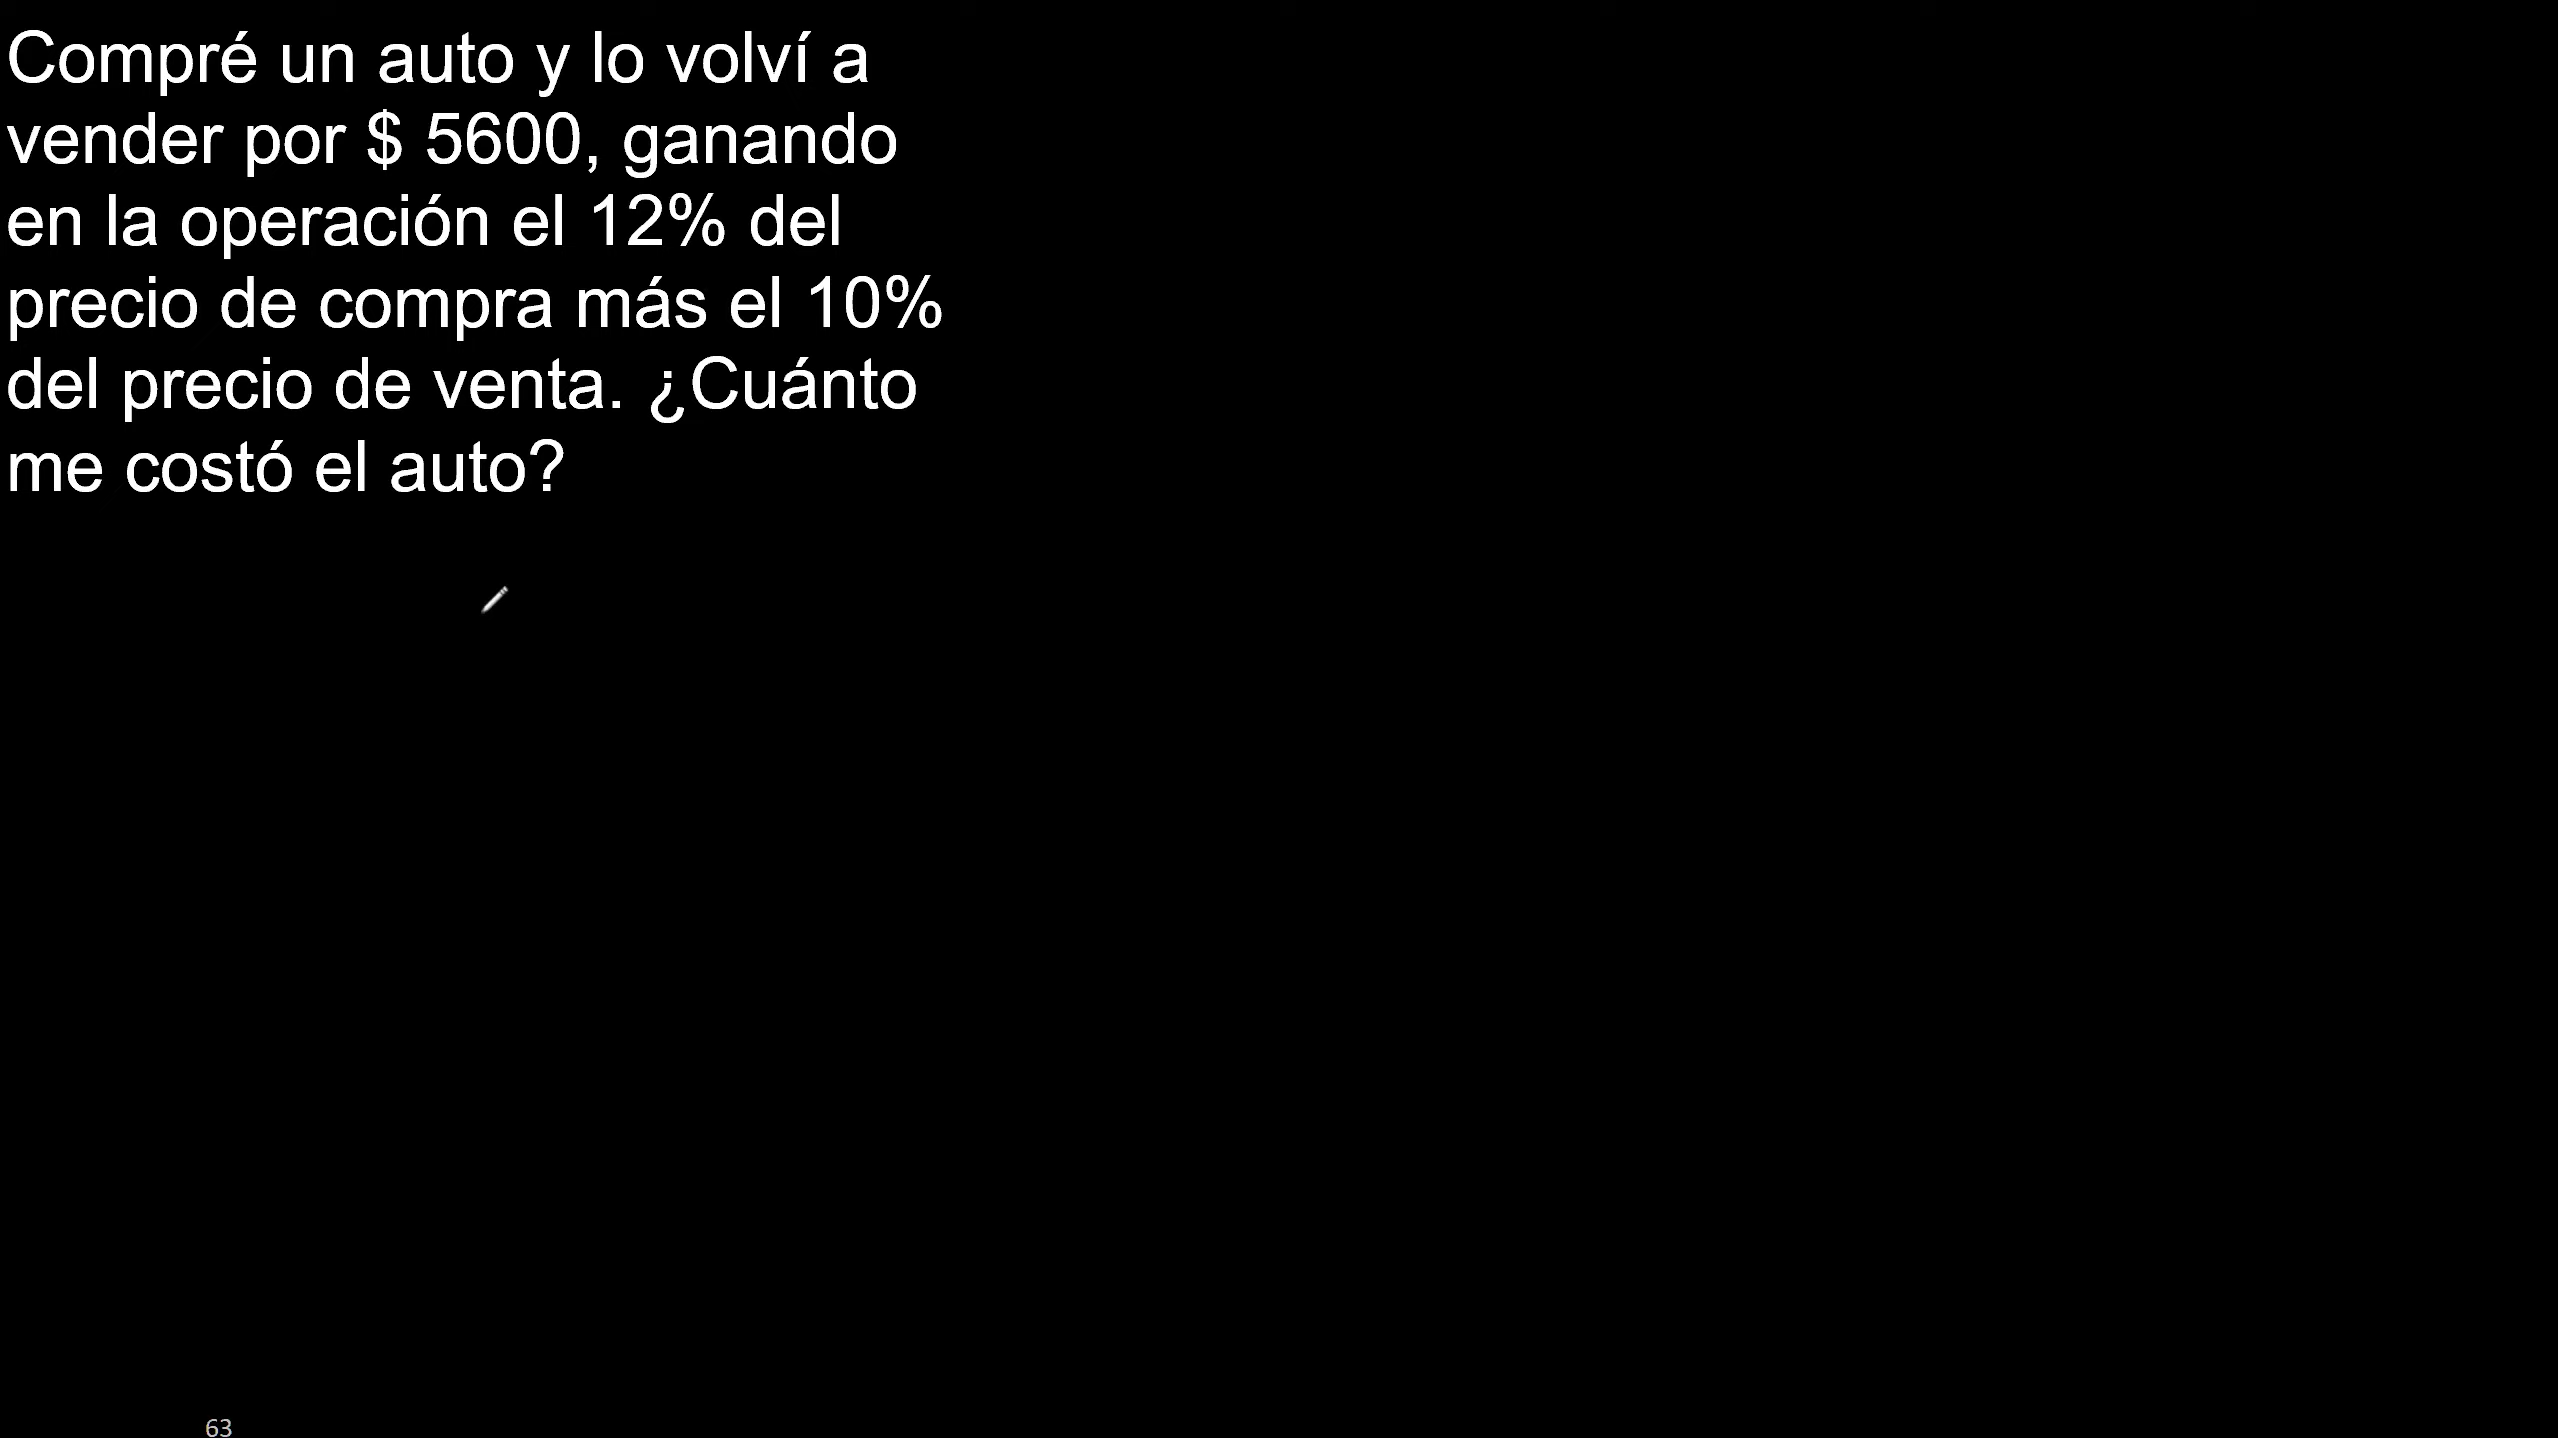 Compré un auto y lo volví a
vender por $ 5600, ganando
en la operación el 12% del
precio de compra más el 10%
del precio de venta. ¿Cuánto
me costó el auto?
63